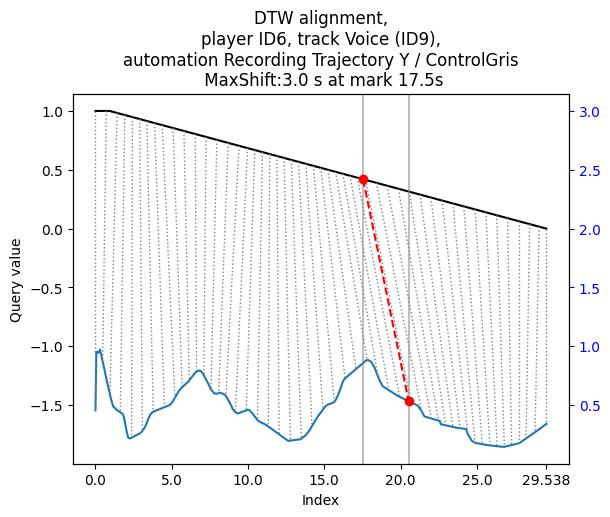 DTW alignment,
player ID6, track Voice (ID9),
automation Recording Trajectory Y / ControlGris
MaxShift:3.0 s at mark 17.5s
1.0
0.5
0.0
−0.5
−1.0
−1.5
Query value
3.0
2.5
2.0
1.5
1.0
0.5
0.0 5.0 10.0 15.0 20.0 25.0 29.538
Index